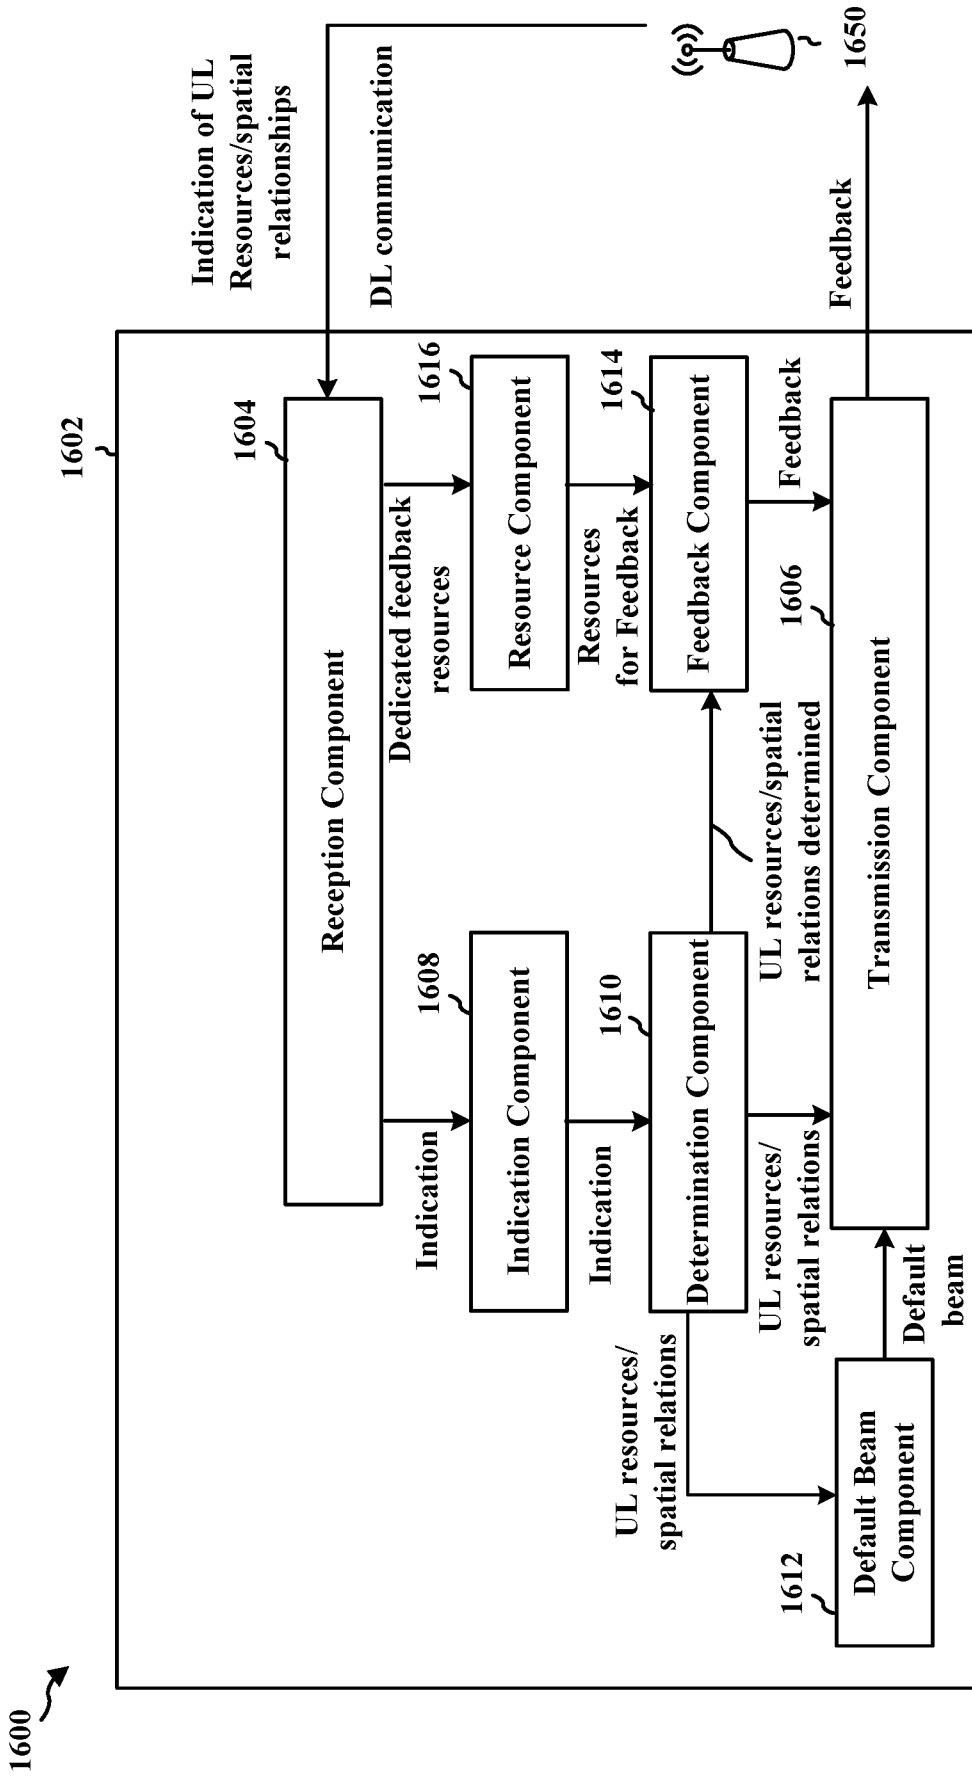 1600
1602
Indication of UL
Resources/spatial
relationships
DL communication
1650
Reception Component
1604
Indication
Dedicated feedback
resources
Indication Component
1608
Resource Component
1616
Indication
Resources
for Feedback
Determination Component
1610
Feedback Component
1614
UL resources/
spatial relations
UL resources/
spatial relations
UL resources/spatial
relations determined
Feedback
Feedback
1612
Default Beam
Component
Default
beam
Transmission Component
1606